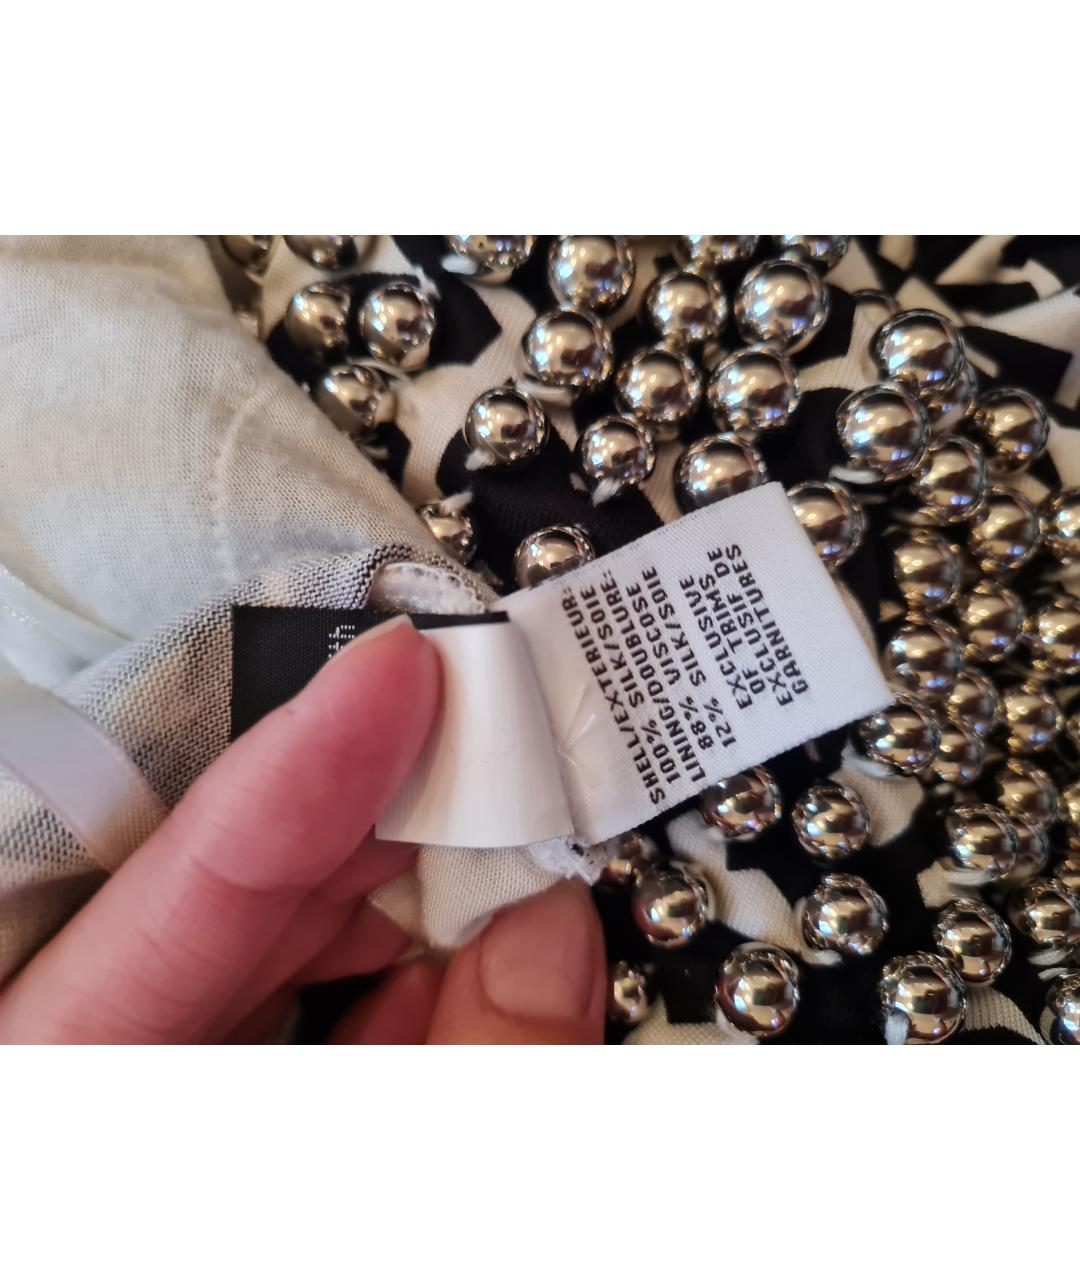 SHELL/EXTERIEUR:
100% SILK/SOIE
LINING/DOUBLURE:
88% VISCOSE
12% SILK/SOIE
EXCLUSIVE
OF TRIMS
EXCLUSIF DE
GARNITURES